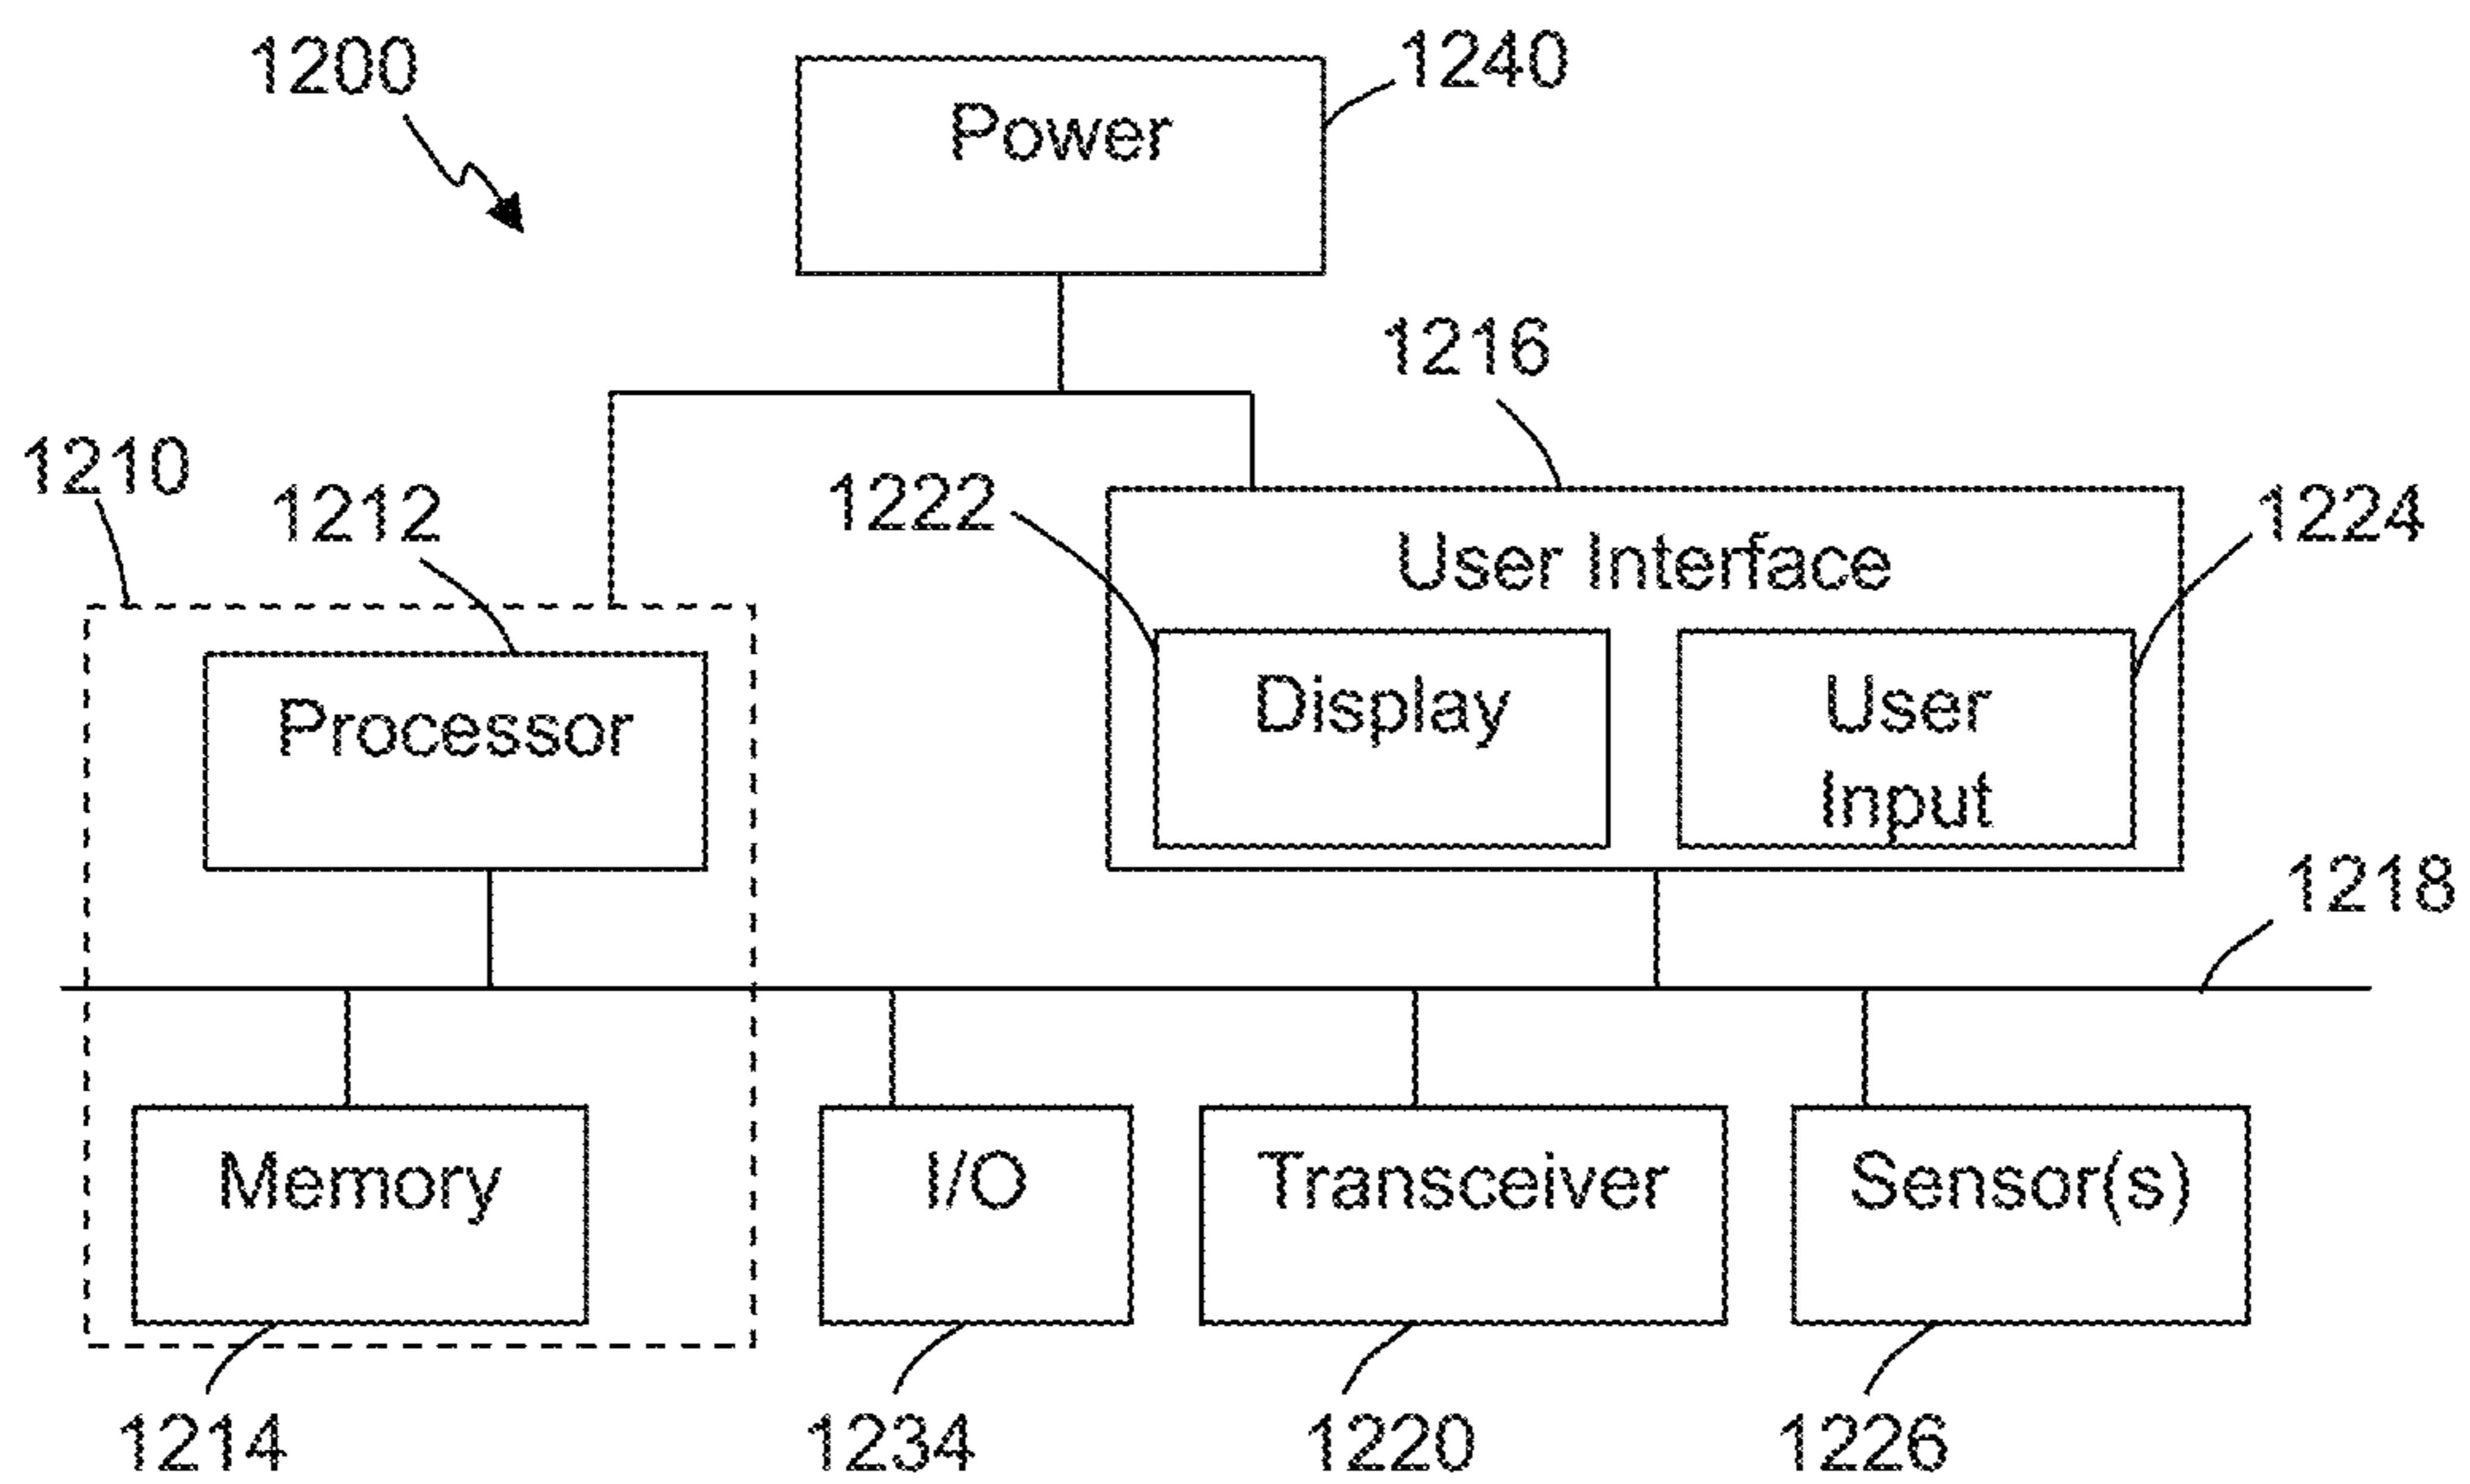 1200
1240
Power
1216
1210
1212
1222
1224
User Interface
Processor
Display
User
Input
1218
Memory
I/O
Transceiver
Sensor(s)
1214
1234
1220
1226